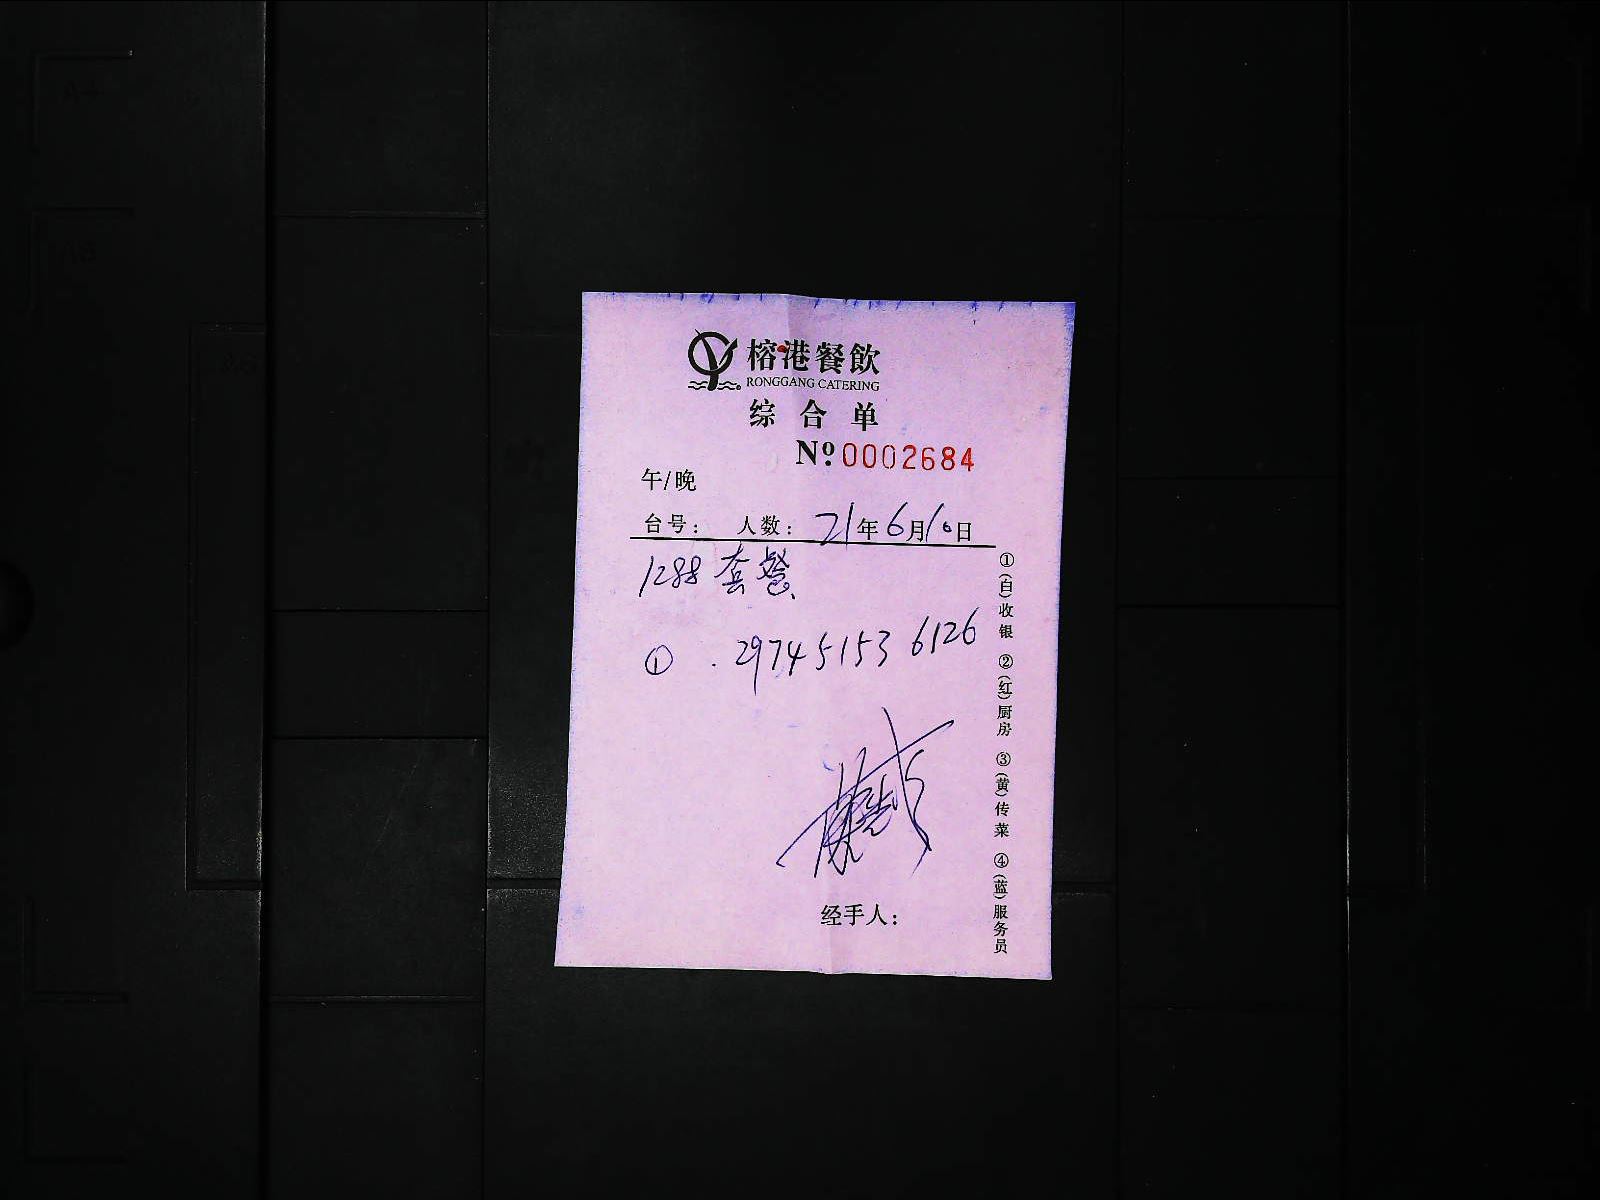 榕港餐飲
RONGGANG CATERING
综合单
№0002684
午/晚
台号： 人数： 21年6月10日
1288 套餐
① . 297451536126
经手人：
①(白)收银 ②(红)厨房 ③(黄)传菜 ④(蓝)服务员